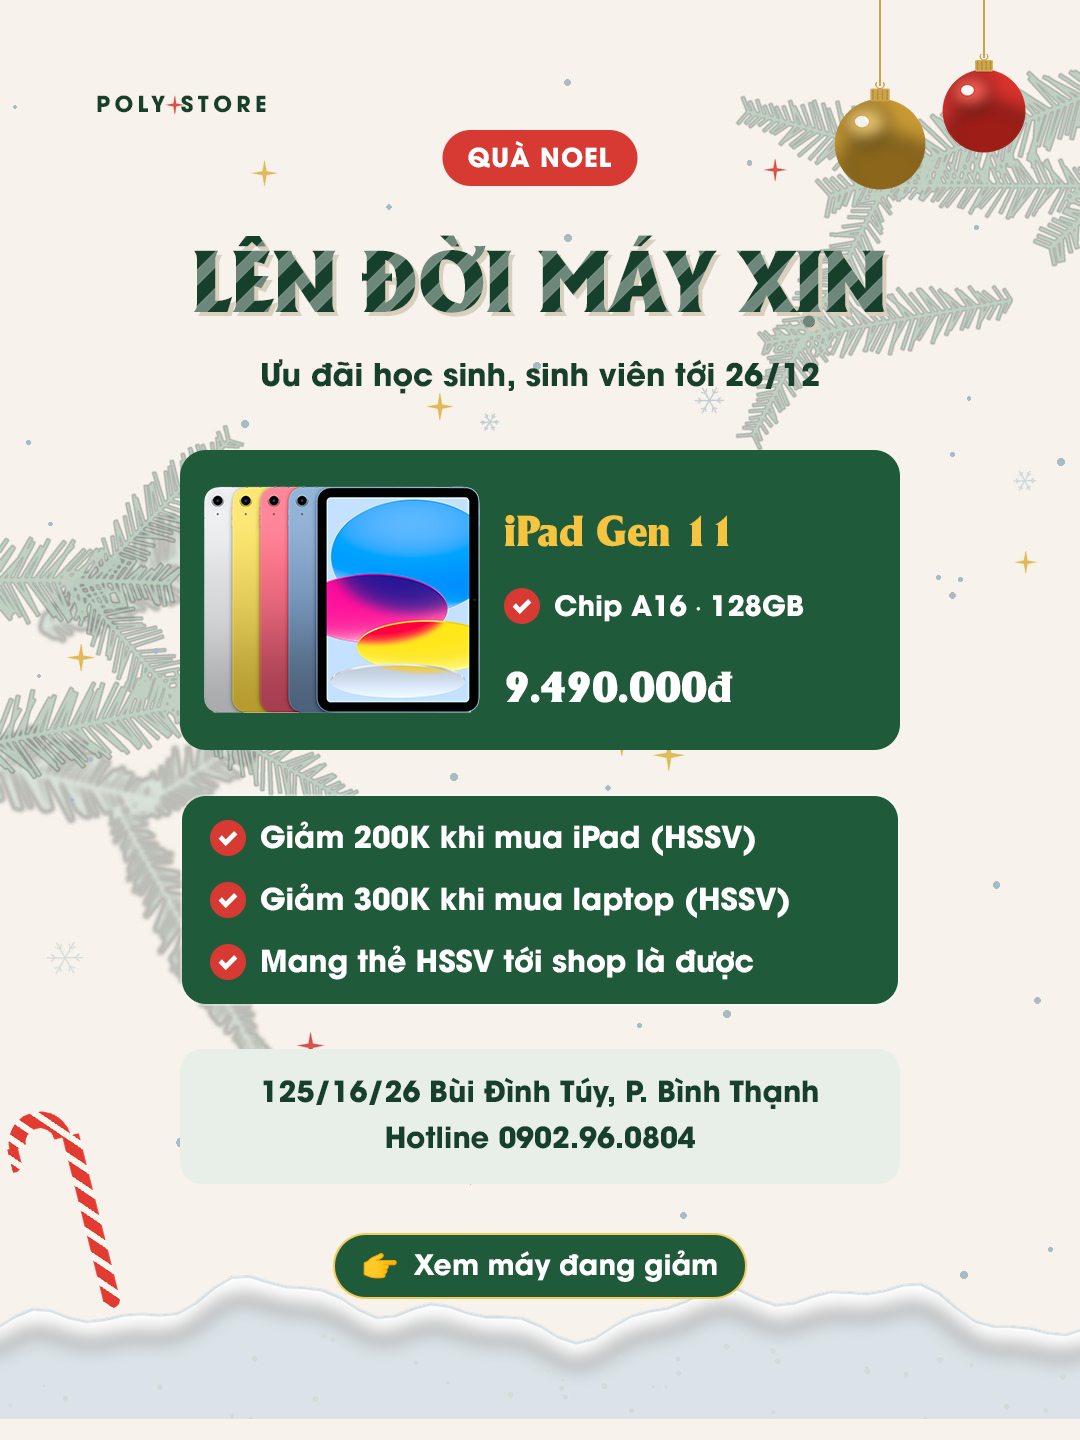 POLY STORE
QUÀ NOEL
LÊN ĐỜI MÁY XỊN
Ưu đãi học sinh, sinh viên tới 26/12
iPad Gen 11
Chip A16 · 128GB
9.490.000đ
Giảm 200K khi mua iPad (HSSV)
Giảm 300K khi mua laptop (HSSV)
Mang thẻ HSSV tới shop là được
125/16/26 Bùi Đình Túy, P. Bình Thạnh
Hotline 0902.96.0804
👉 Xem máy đang giảm